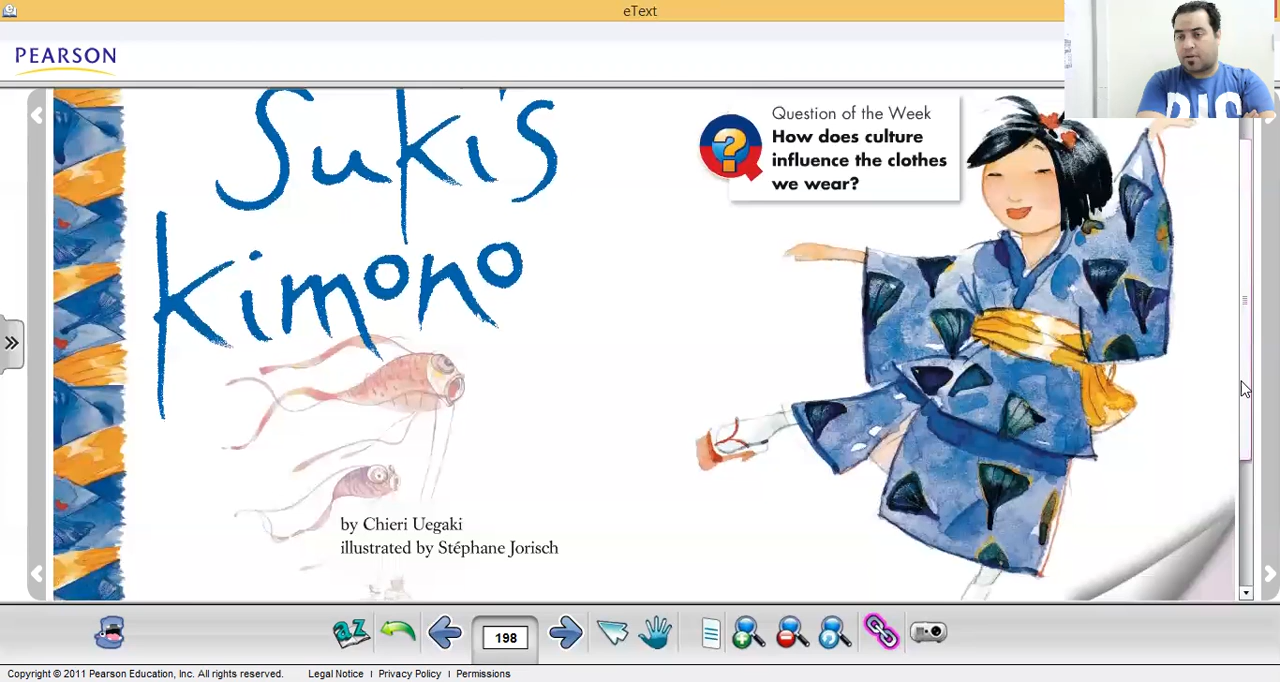 eText
PEARSON
Suki's
kimono
Question of the Week
How does culture
influence the clothes
we wear?
by Chieri Uegaki
illustrated by Stéphane Jorisch
198
Copyright © 2011 Pearson Education, Inc. All rights reserved. Legal Notice | Privacy Policy | Permissions